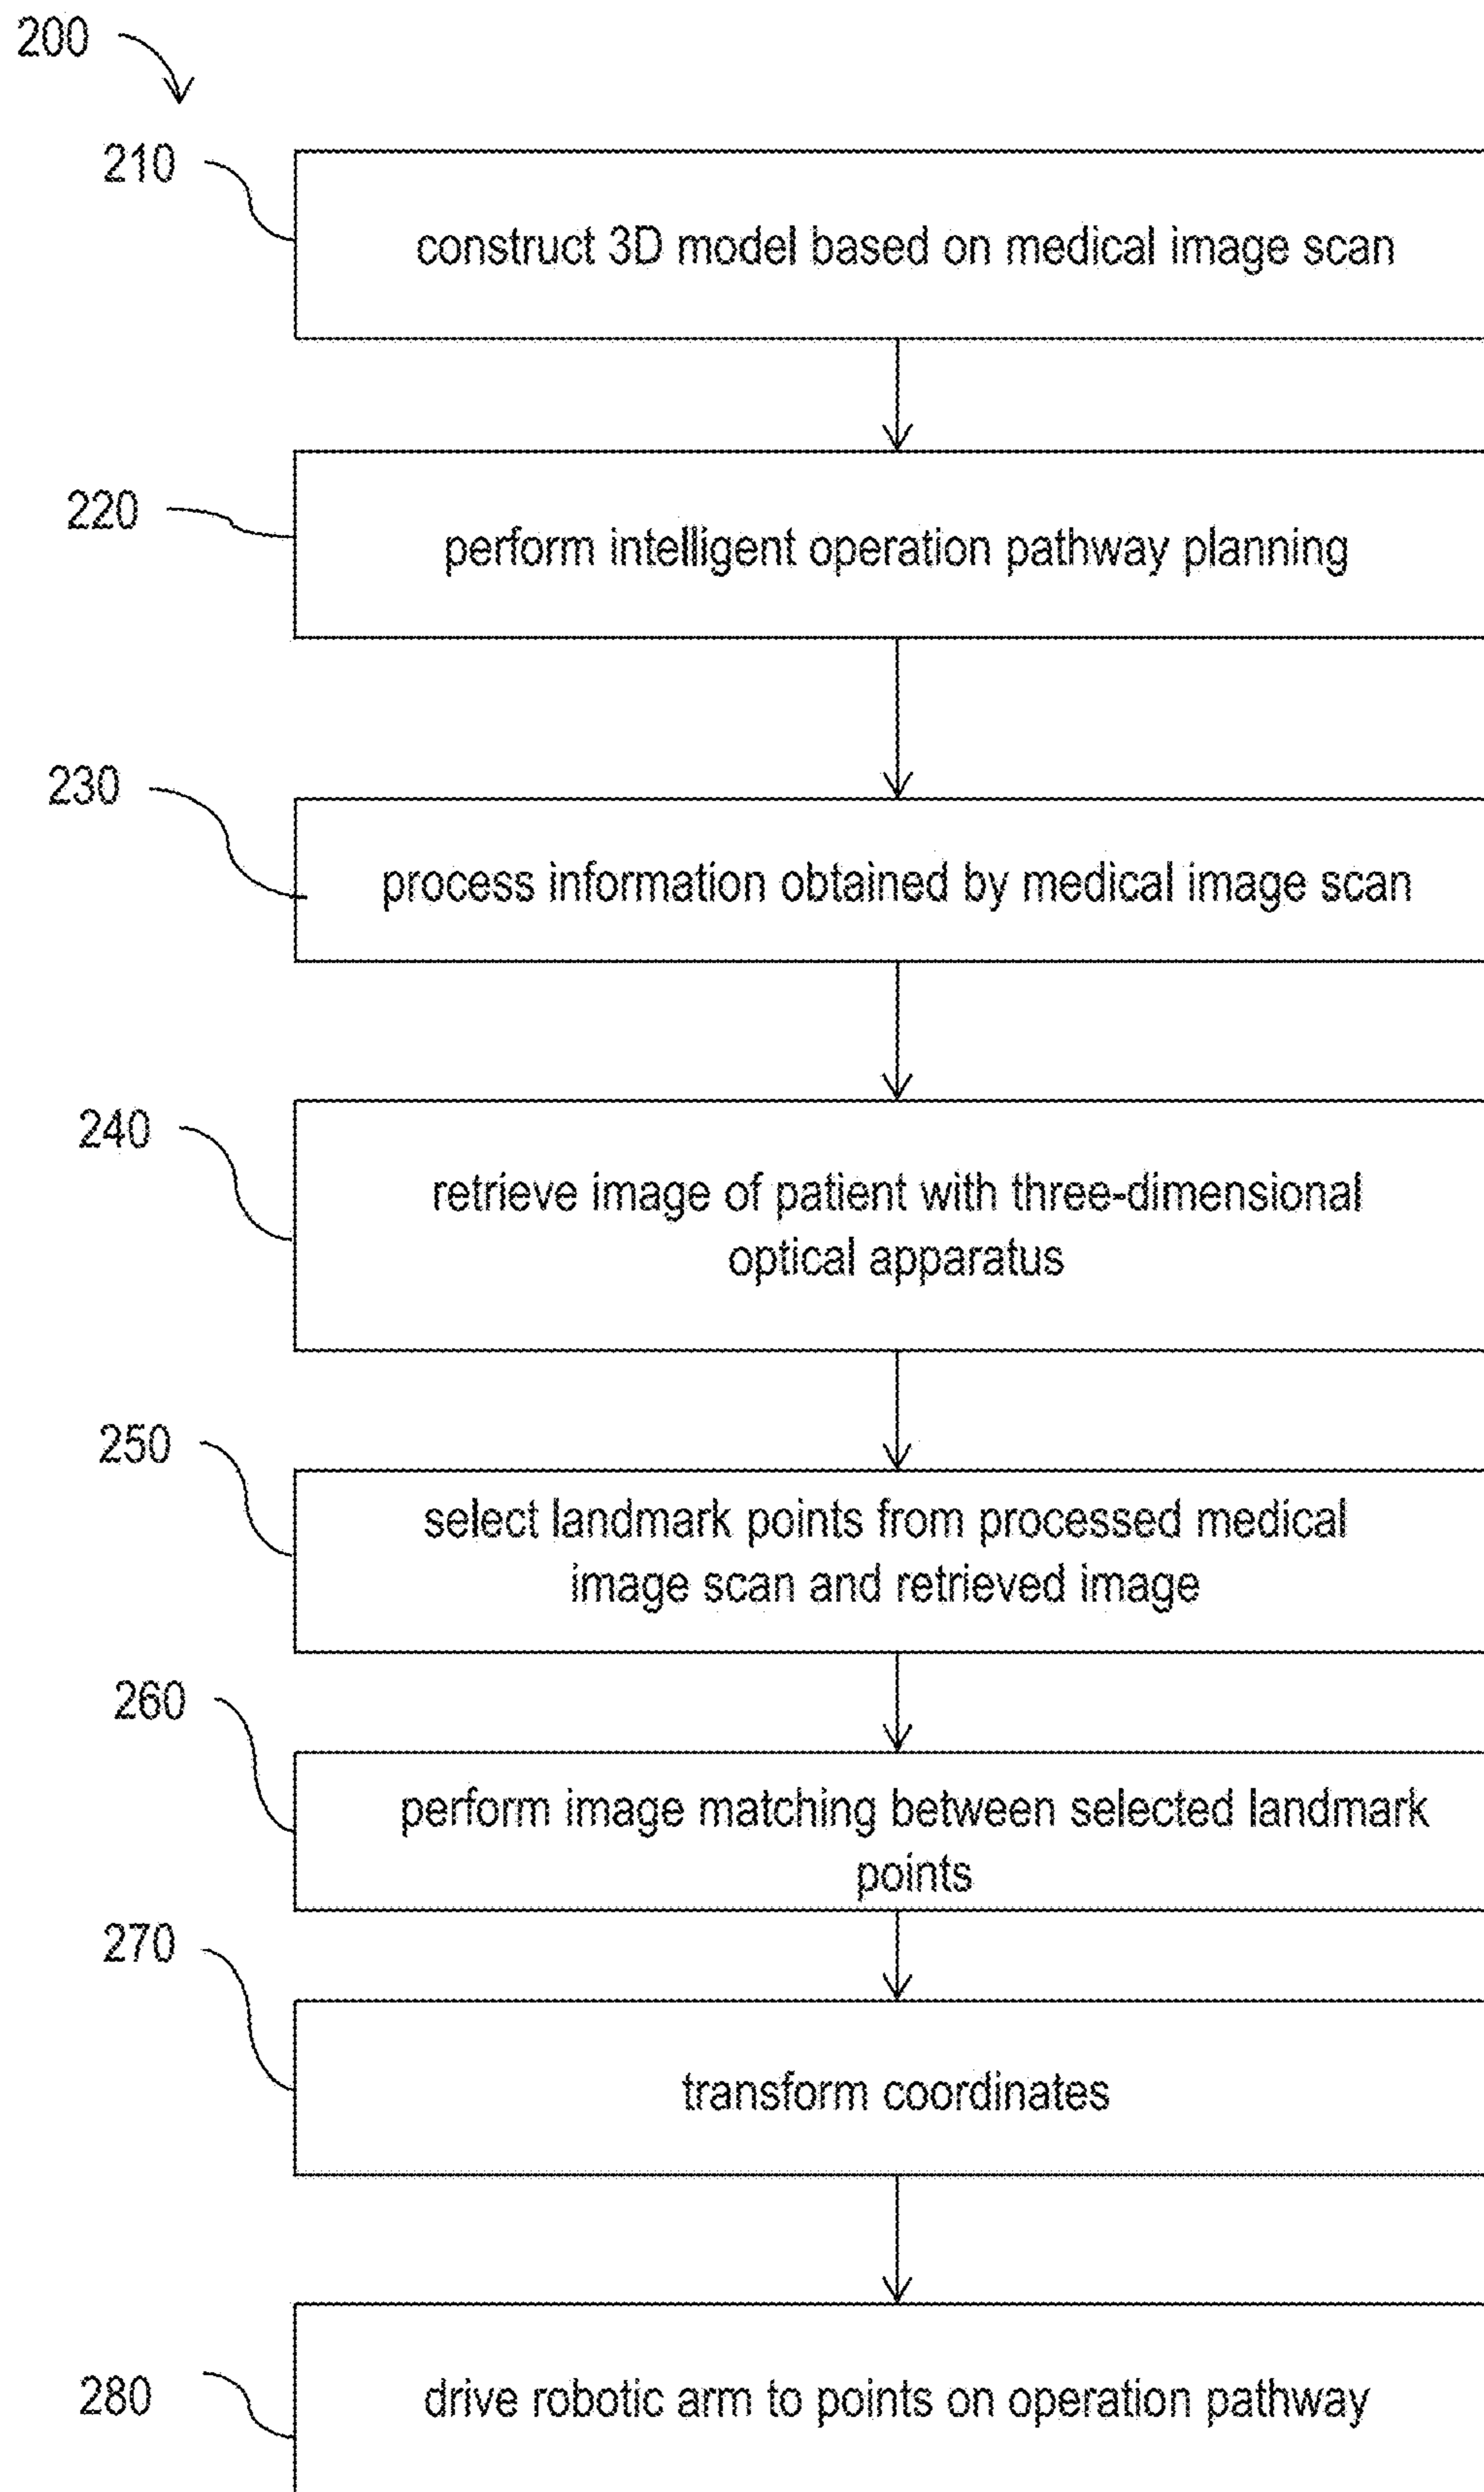 200
210
construct 3D model based on medical image scan
220
perform intelligent operation pathway planning
230
process information obtained by medical image scan
240
retrieve image of patient with three-dimensional
optical apparatus
250
select landmark points from processed medical
image scan and retrieved image
260
perform image matching between selected landmark
points
270
transform coordinates
280
drive robotic arm to points on operation pathway